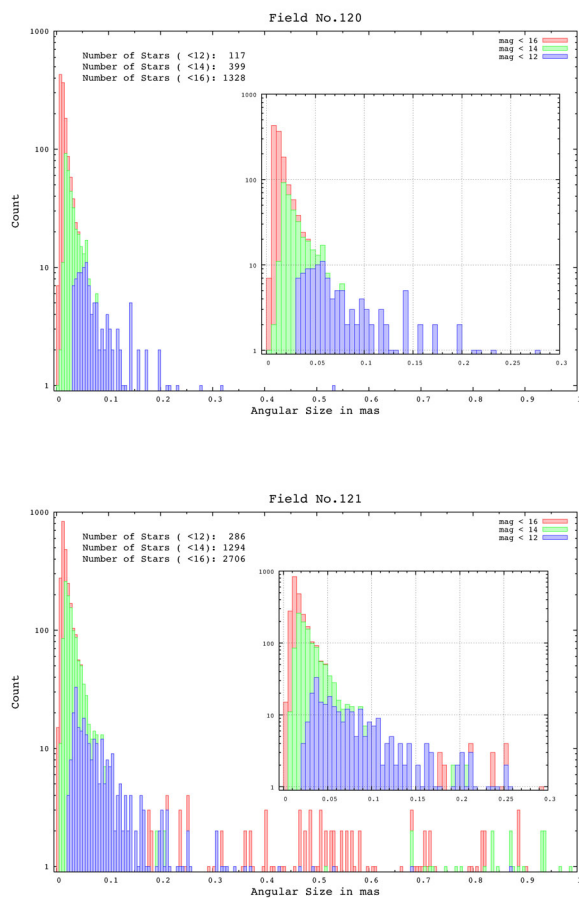 Field No.120
1000
100
10
1
Count
Number of Stars ( <12): 117
Number of Stars ( <14): 399
Number of Stars ( <16): 1328
mag < 16
mag < 14
mag < 12
1000
100
10
1
0 0.05 0.1 0.15 0.2 0.25 0.3
0 0.1 0.2 0.3 0.4 0.5 0.6 0.7 0.8 0.9 1
Angular Size in mas
Field No.121
1000
100
10
1
Count
Number of Stars ( <12): 286
Number of Stars ( <14): 1294
Number of Stars ( <16): 2706
mag < 16
mag < 14
mag < 12
1000
100
10
1
0 0.05 0.1 0.15 0.2 0.25 0.3
0 0.1 0.2 0.3 0.4 0.5 0.6 0.7 0.8 0.9 1
Angular Size in mas